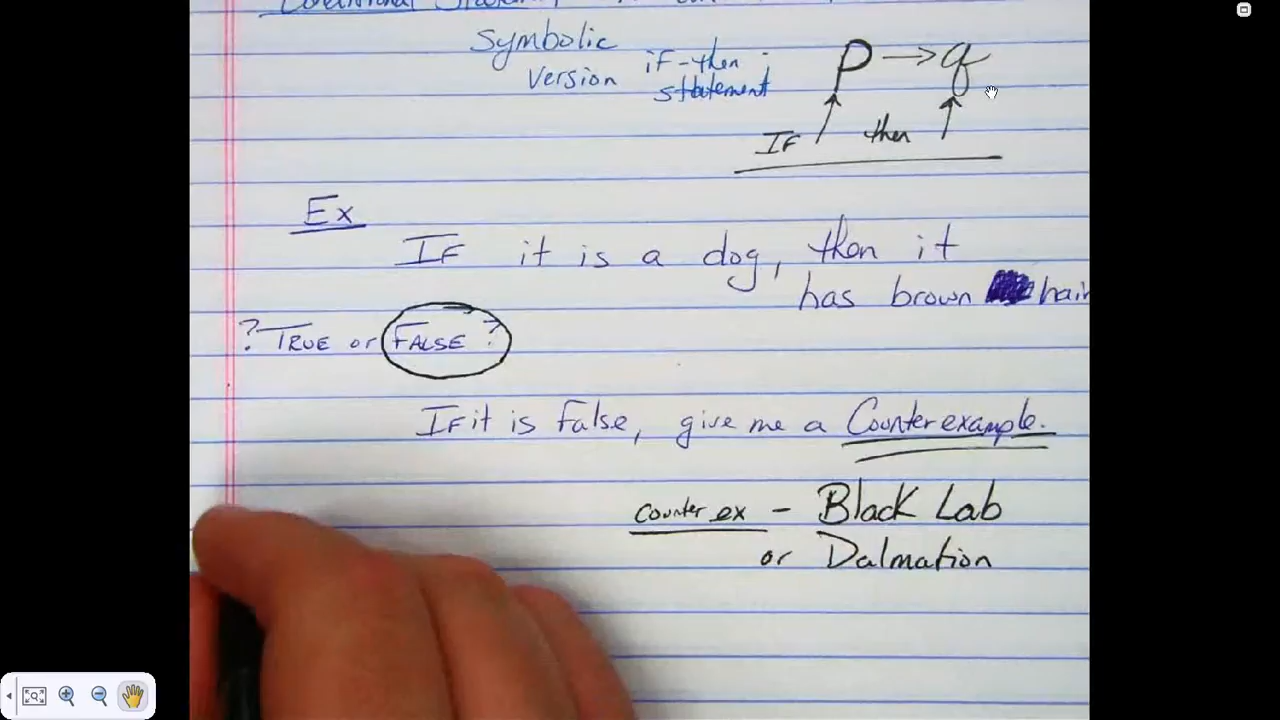 Conditional
Symbolic
version
if-then
statement
P → q
If then
Ex
If it is a dog, then it
has brown hair
? True or False ?
If it is false, give me a Counterexample.
counter ex - Black Lab
or Dalmation